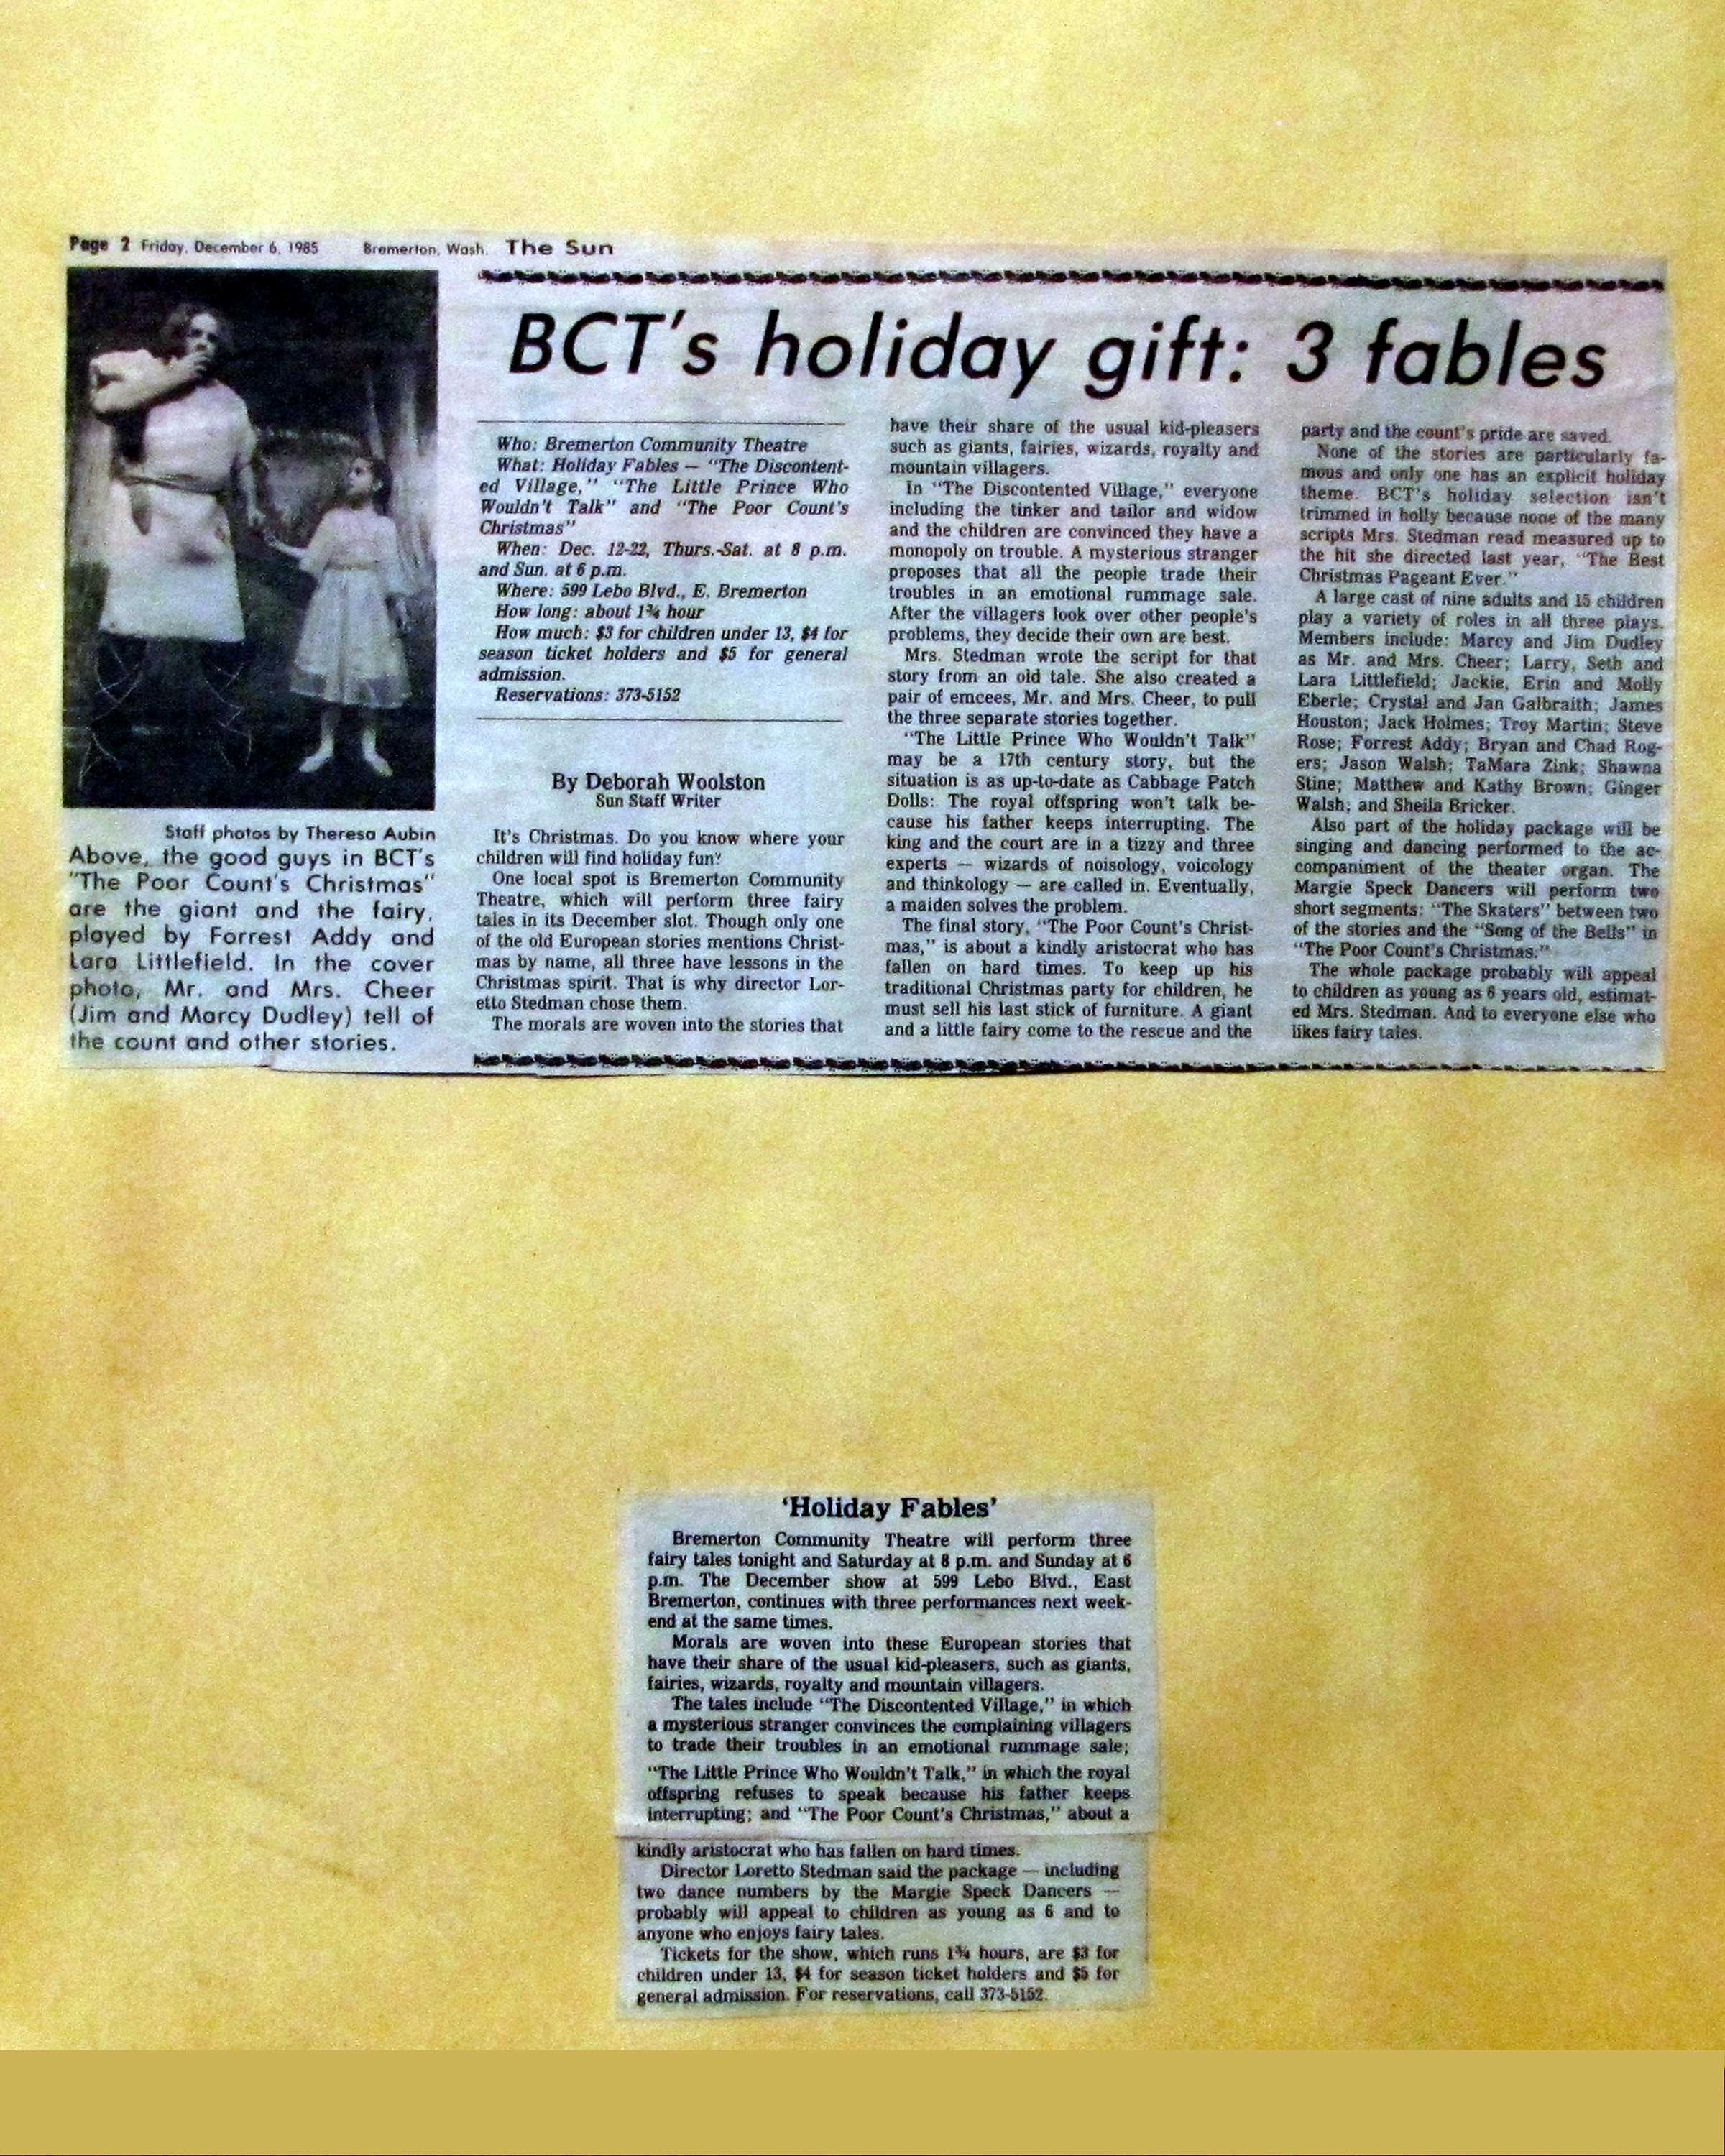 Page 2 Friday, December 6, 1985 Bremerton, Wash. The Sun
BCT's holiday gift: 3 fables
Staff photos by Theresa Aubin
Above, the good guys in BCT's
"The Poor Count's Christmas"
are the giant and the fairy,
played by Forrest Addy and
Lara Littlefield. In the cover
photo, Mr. and Mrs. Cheer
(Jim and Marcy Dudley) tell of
the count and other stories.
Who: Bremerton Community Theatre
What: Holiday Fables — "The Discontent-
ed Village," "The Little Prince Who
Wouldn't Talk" and "The Poor Count's
Christmas"
When: Dec. 12-22, Thurs.-Sat. at 8 p.m.
and Sun. at 6 p.m.
Where: 599 Lebo Blvd., E. Bremerton
How long: about 1¾ hour
How much: $3 for children under 13, $4 for
season ticket holders and $5 for general
admission.
Reservations: 373-5152
By Deborah Woolston
Sun Staff Writer
It's Christmas. Do you know where your
children will find holiday fun?
One local spot is Bremerton Community
Theatre, which will perform three fairy
tales in its December slot. Though only one
of the old European stories mentions Christ-
mas by name, all three have lessons in the
Christmas spirit. That is why director Lor-
etto Stedman chose them.
The morals are woven into the stories that
have their share of the usual kid-pleasers
such as giants, fairies, wizards, royalty and
mountain villagers.
In "The Discontented Village," everyone
including the tinker and tailor and widow
and the children are convinced they have a
monopoly on trouble. A mysterious stranger
proposes that all the people trade their
troubles in an emotional rummage sale.
After the villagers look over other people's
problems, they decide their own are best.
Mrs. Stedman wrote the script for that
story from an old tale. She also created a
pair of emcees, Mr. and Mrs. Cheer, to pull
the three separate stories together.
"The Little Prince Who Wouldn't Talk"
may be a 17th century story, but the
situation is as up-to-date as Cabbage Patch
Dolls: The royal offspring won't talk be-
cause his father keeps interrupting. The
king and the court are in a tizzy and three
experts — wizards of noisology, voicology
and thinkology — are called in. Eventually,
a maiden solves the problem.
The final story, "The Poor Count's Christ-
mas," is about a kindly aristocrat who has
fallen on hard times. To keep up his
traditional Christmas party for children, he
must sell his last stick of furniture. A giant
and a little fairy come to the rescue and the
party and the count's pride are saved.
None of the stories are particularly fa-
mous and only one has an explicit holiday
theme. BCT's holiday selection isn't
trimmed in holly because none of the many
scripts Mrs. Stedman read measured up to
the hit she directed last year, "The Best
Christmas Pageant Ever."
A large cast of nine adults and 15 children
play a variety of roles in all three plays.
Members include: Marcy and Jim Dudley
as Mr. and Mrs. Cheer; Larry, Seth and
Lara Littlefield; Jackie, Erin and Molly
Eberle; Crystal and Jan Galbraith; James
Houston; Jack Holmes; Troy Martin; Steve
Rose; Forrest Addy; Bryan and Chad Rog-
ers; Jason Walsh; TaMara Zink; Shawna
Stine; Matthew and Kathy Brown; Ginger
Walsh; and Sheila Bricker.
Also part of the holiday package will be
singing and dancing performed to the ac-
companiment of the theater organ. The
Margie Speck Dancers will perform two
short segments: "The Skaters" between two
of the stories and the "Song of the Bells" in
"The Poor Count's Christmas."
The whole package probably will appeal
to children as young as 6 years old, estimat-
ed Mrs. Stedman. And to everyone else who
likes fairy tales.
'Holiday Fables'
Bremerton Community Theatre will perform three
fairy tales tonight and Saturday at 8 p.m. and Sunday at 6
p.m. The December show at 599 Lebo Blvd., East
Bremerton, continues with three performances next week-
end at the same times.
Morals are woven into these European stories that
have their share of the usual kid-pleasers, such as giants,
fairies, wizards, royalty and mountain villagers.
The tales include "The Discontented Village," in which
a mysterious stranger convinces the complaining villagers
to trade their troubles in an emotional rummage sale;
"The Little Prince Who Wouldn't Talk," in which the royal
offspring refuses to speak because his father keeps
interrupting; and "The Poor Count's Christmas," about a
kindly aristocrat who has fallen on hard times.
Director Loretto Stedman said the package — including
two dance numbers by the Margie Speck Dancers —
probably will appeal to children as young as 6 and to
anyone who enjoys fairy tales.
Tickets for the show, which runs 1¾ hours, are $3 for
children under 13, $4 for season ticket holders and $5 for
general admission. For reservations, call 373-5152.